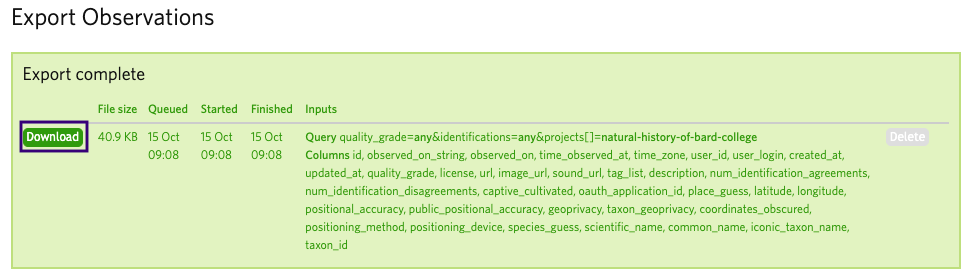 Export Observations
Export complete
File size Queued Started Finished Inputs
Download 40.9 KB 15 Oct 15 Oct 15 Oct Query quality_grade=any&identifications=any&projects[]=natural-history-of-bard-college Delete
09:08 09:08 09:08 Columns id, observed_on_string, observed_on, time_observed_at, time_zone, user_id, user_login, created_at,
updated_at, quality_grade, license, url, image_url, sound_url, tag_list, description, num_identification_agreements,
num_identification_disagreements, captive_cultivated, oauth_application_id, place_guess, latitude, longitude,
positional_accuracy, public_positional_accuracy, geoprivacy, taxon_geoprivacy, coordinates_obscured,
positioning_method, positioning_device, species_guess, scientific_name, common_name, iconic_taxon_name,
taxon_id